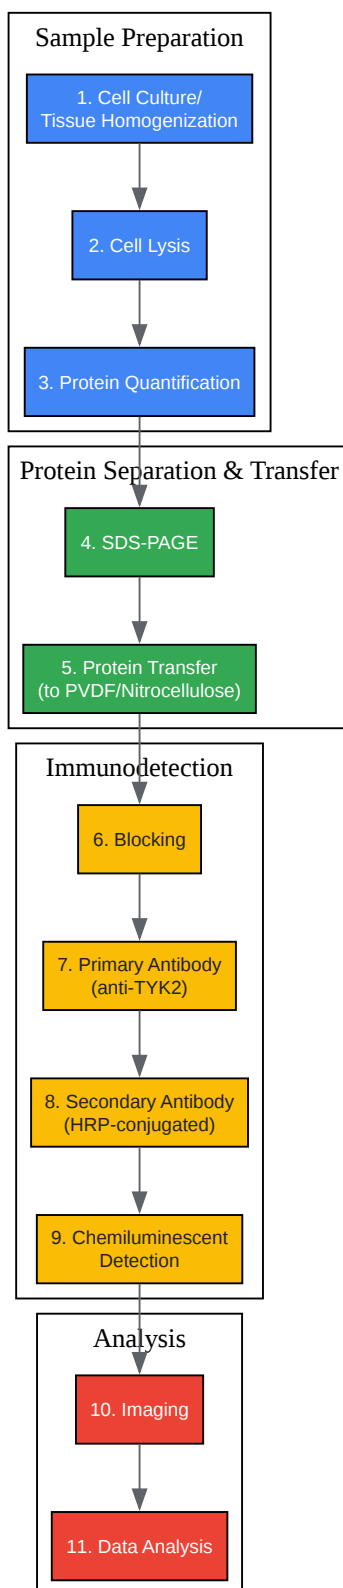 Sample Preparation
1. Cell Culture/
Tissue Homogenization
2. Cell Lysis
3. Protein Quantification
Protein Separation & Transfer
4. SDS-PAGE
5. Protein Transfer
(to PVDF/Nitrocellulose)
Immunodetection
6. Blocking
7. Primary Antibody
(anti-TYK2)
8. Secondary Antibody
(HRP-conjugated)
9. Chemiluminescent
Detection
Analysis
10. Imaging
11. Data Analysis